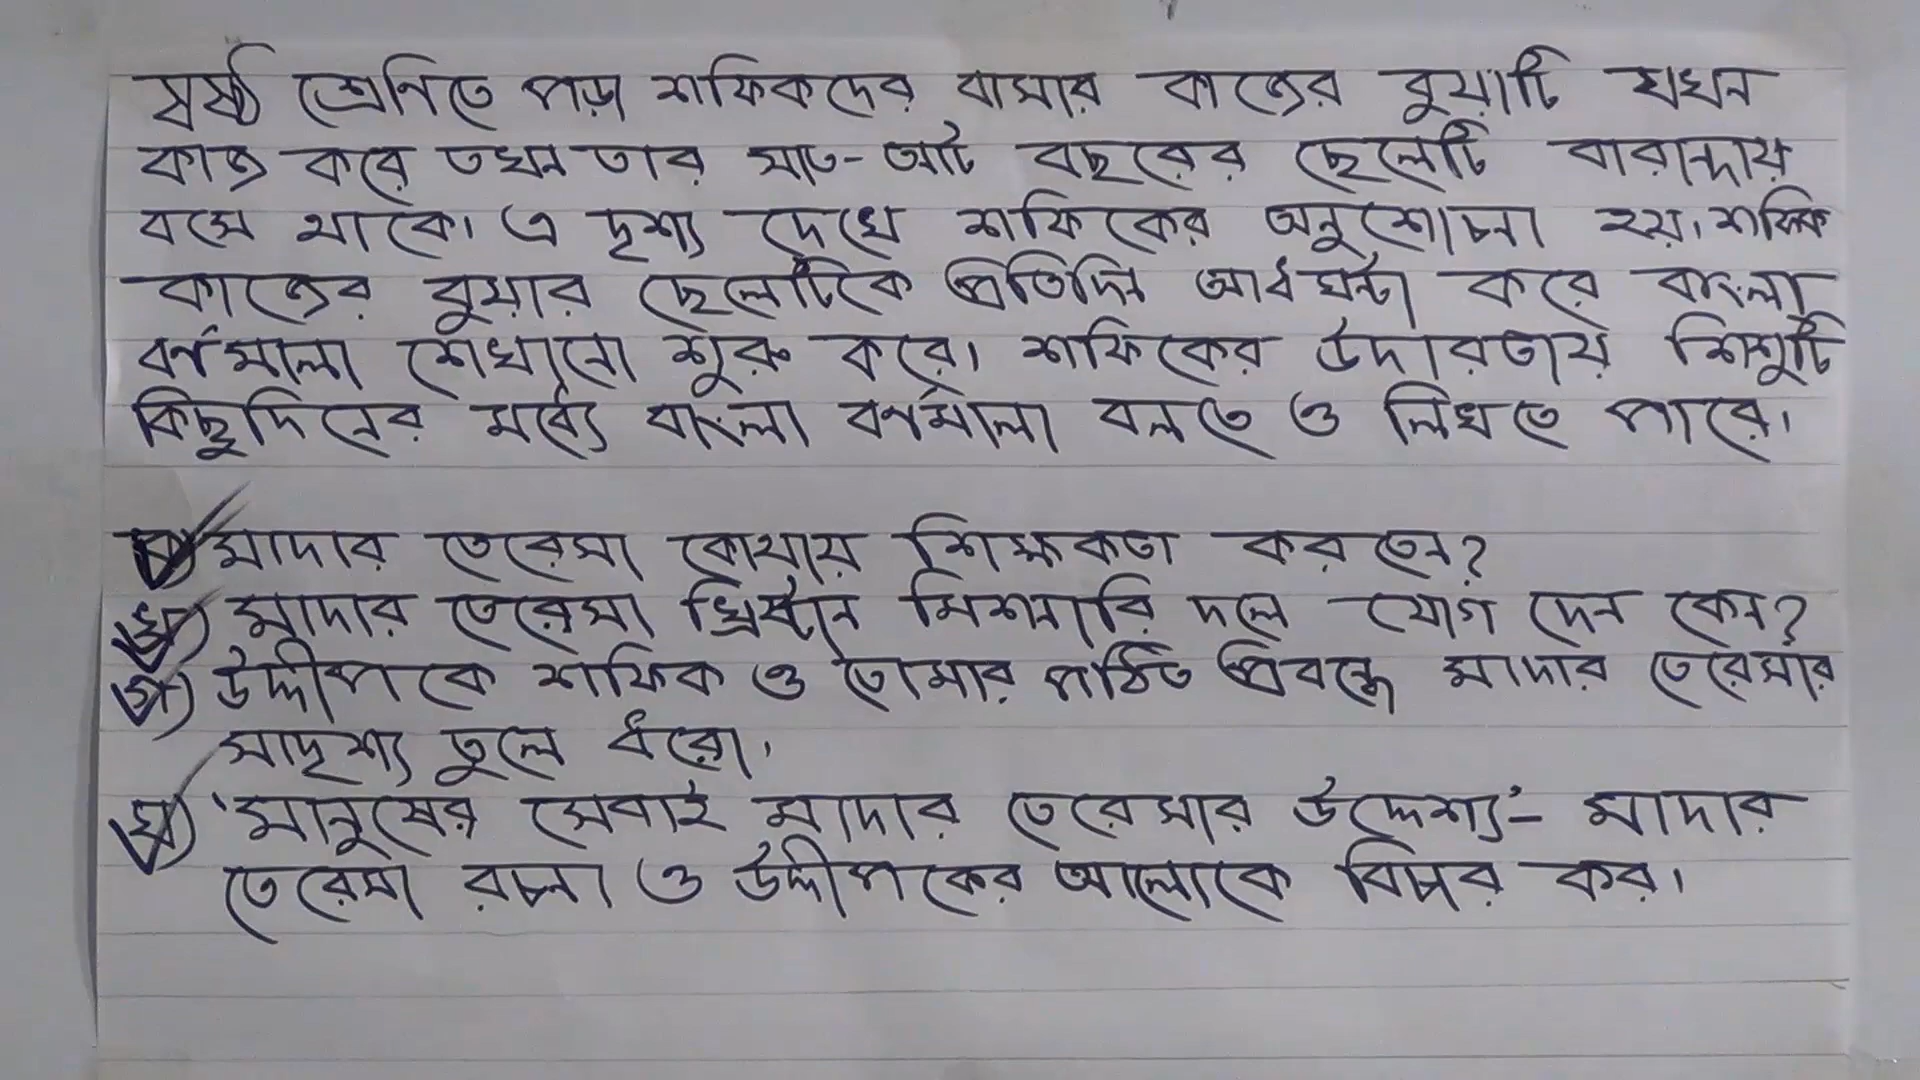 ষষ্ঠ শ্রেণিতে পড়া শফিকদের বাসার কাজের বুয়াটি যখন
কাজ করে তখন তার সাত-আট বছরের ছেলেটি বারান্দায়
বসে থাকে। এ দৃশ্য দেখে শফিকের অনুশোচনা হয়। শফিক
কাজের বুয়ার ছেলেটিকে প্রতিদিন আধ ঘন্টা করে বাংলা
বর্ণমালা শেখানো শুরু করে। শফিকের উদারতায় শিশুটি
কিছুদিনের মধ্যে বাংলা বর্ণমালা বলতে ও লিখতে পারে।
ক) মাদার তেরেসা কোথায় শিক্ষকতা করতেন?
খ) মাদার তেরেসা খ্রিষ্টান মিশনারি দলে যোগ দেন কেন?
গ) উদ্দীপকে শফিক ও তোমার পঠিত প্রবন্ধে মাদার তেরেসার
সাদৃশ্য তুলে ধরো।
ঘ) 'মানুষের সেবাই মাদার তেরেসার উদ্দেশ্য'- মাদার
তেরেসা রচনা ও উদ্দীপকের আলোকে বিচার কর।